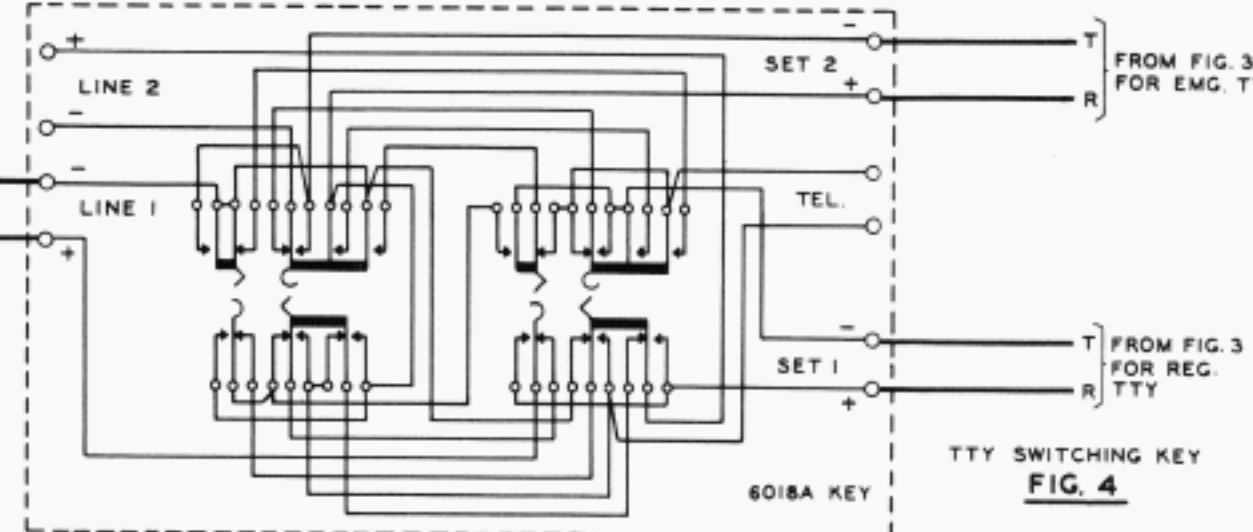 +
LINE 2
-
-
LINE 1
+
-
SET 2
+
T
R
FROM FIG. 3
FOR EMG.
TEL.
-
SET 1
+
T
R
FROM FIG. 3
FOR REG.
TTY
6018A KEY
TTY SWITCHING KEY
FIG. 4